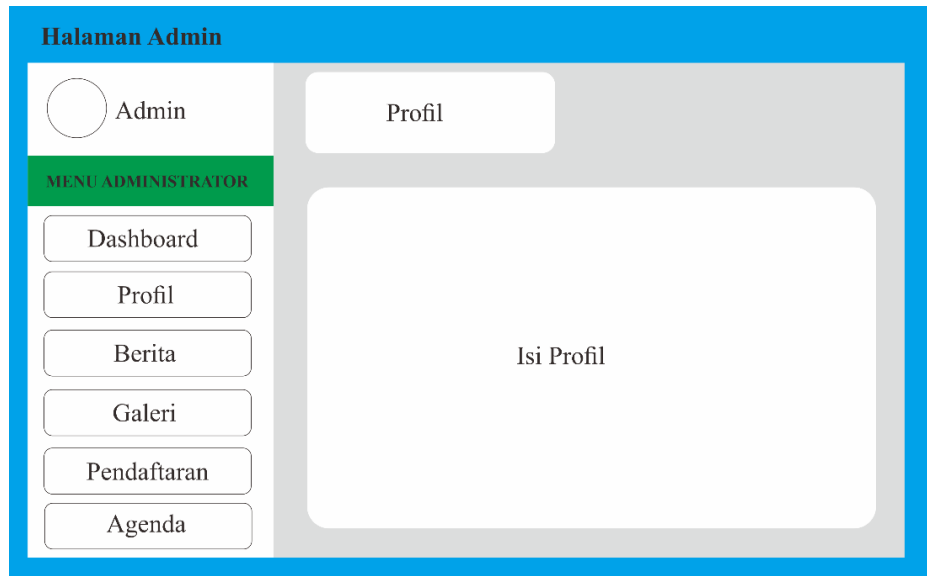 Halaman Admin
Admin
MENU ADMINISTRATOR
Dashboard
Profil
Berita
Galeri
Pendaftaran
Agenda
Profil
Isi Profil